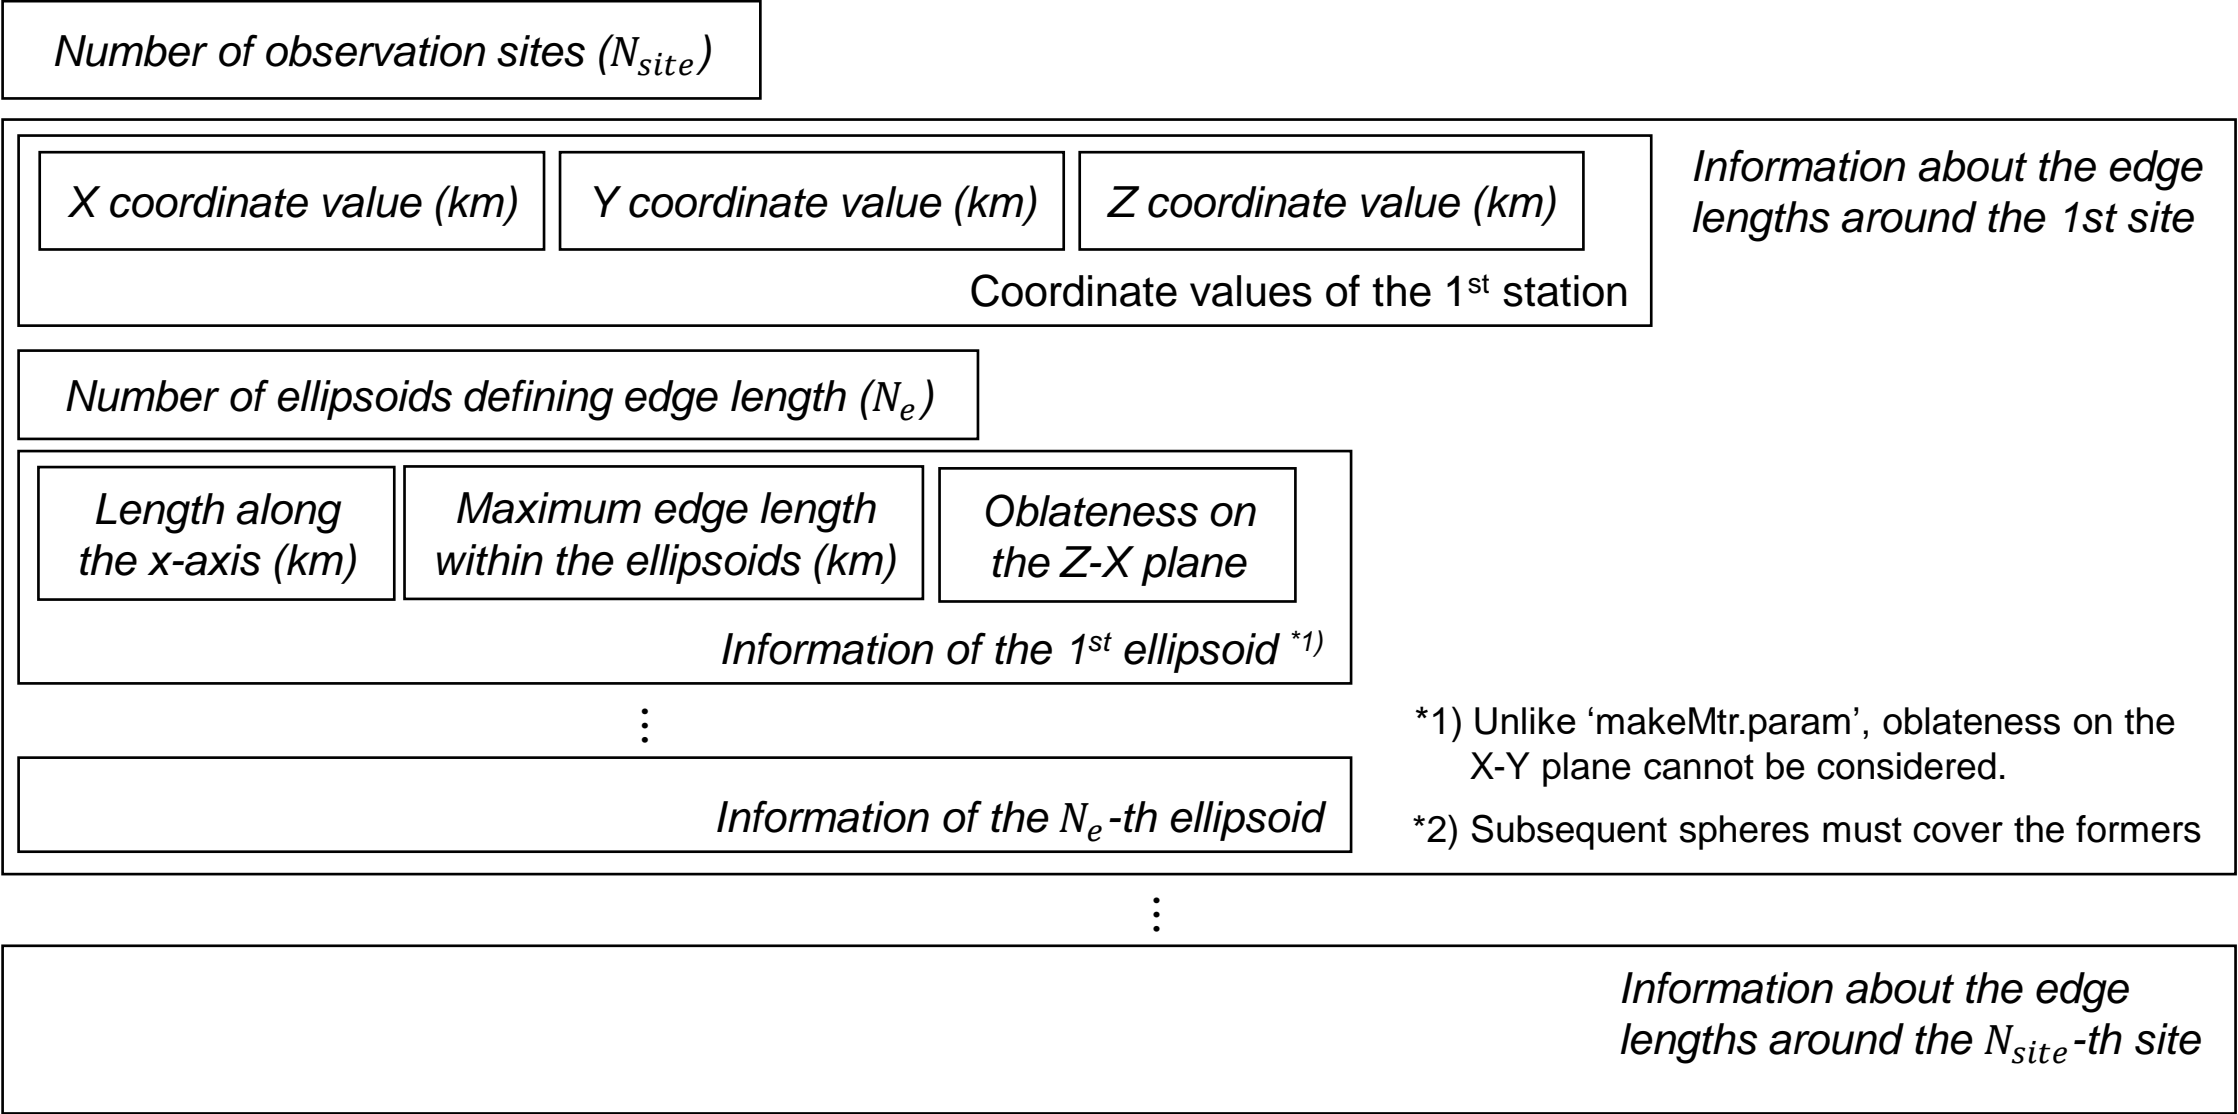 Number of observation sites (N_site)
X coordinate value (km)
Y coordinate value (km)
Z coordinate value (km)
Coordinate values of the 1st station
Information about the edge
lengths around the 1st site
Number of ellipsoids defining edge length (N_e)
Length along
the x-axis (km)
Maximum edge length
within the ellipsoids (km)
Oblateness on
the Z-X plane
Information of the 1st ellipsoid *1)
⋮
Information of the N_e-th ellipsoid
*1) Unlike ‘makeMtr.param’, oblateness on the
X-Y plane cannot be considered.
*2) Subsequent spheres must cover the formers
⋮
Information about the edge
lengths around the N_site-th site